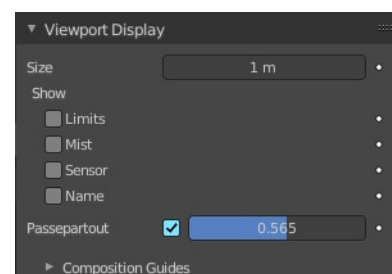 Viewport Display
Size 1 m
Show
Limits
Mist
Sensor
Name
Passepartout 0.565
Composition Guides